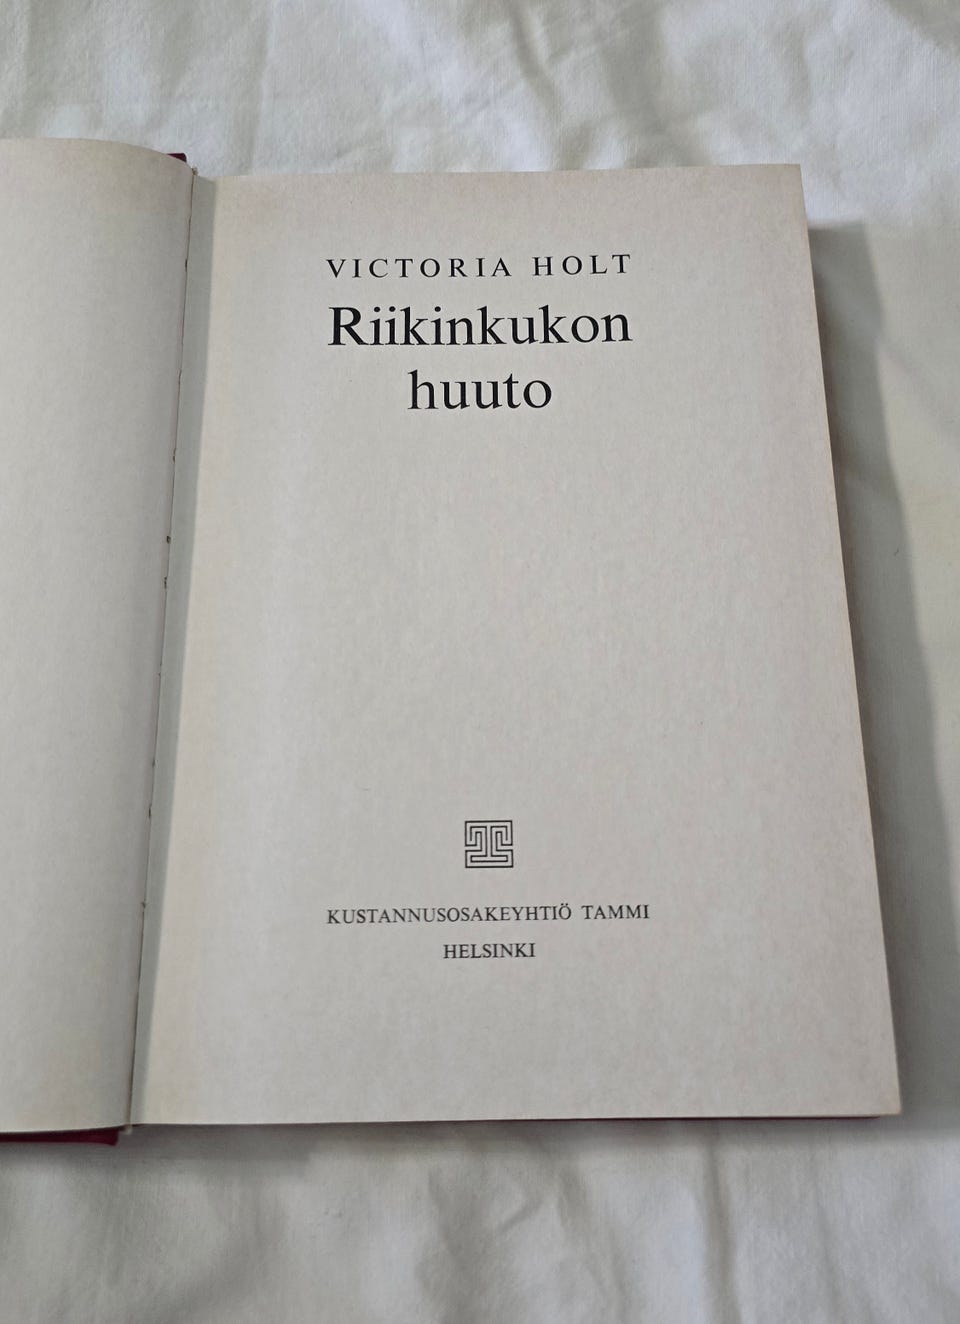 VICTORIA HOLT
Riikinkukon
huuto
KUSTANNUSOSAKEYHTIÖ TAMMI
HELSINKI